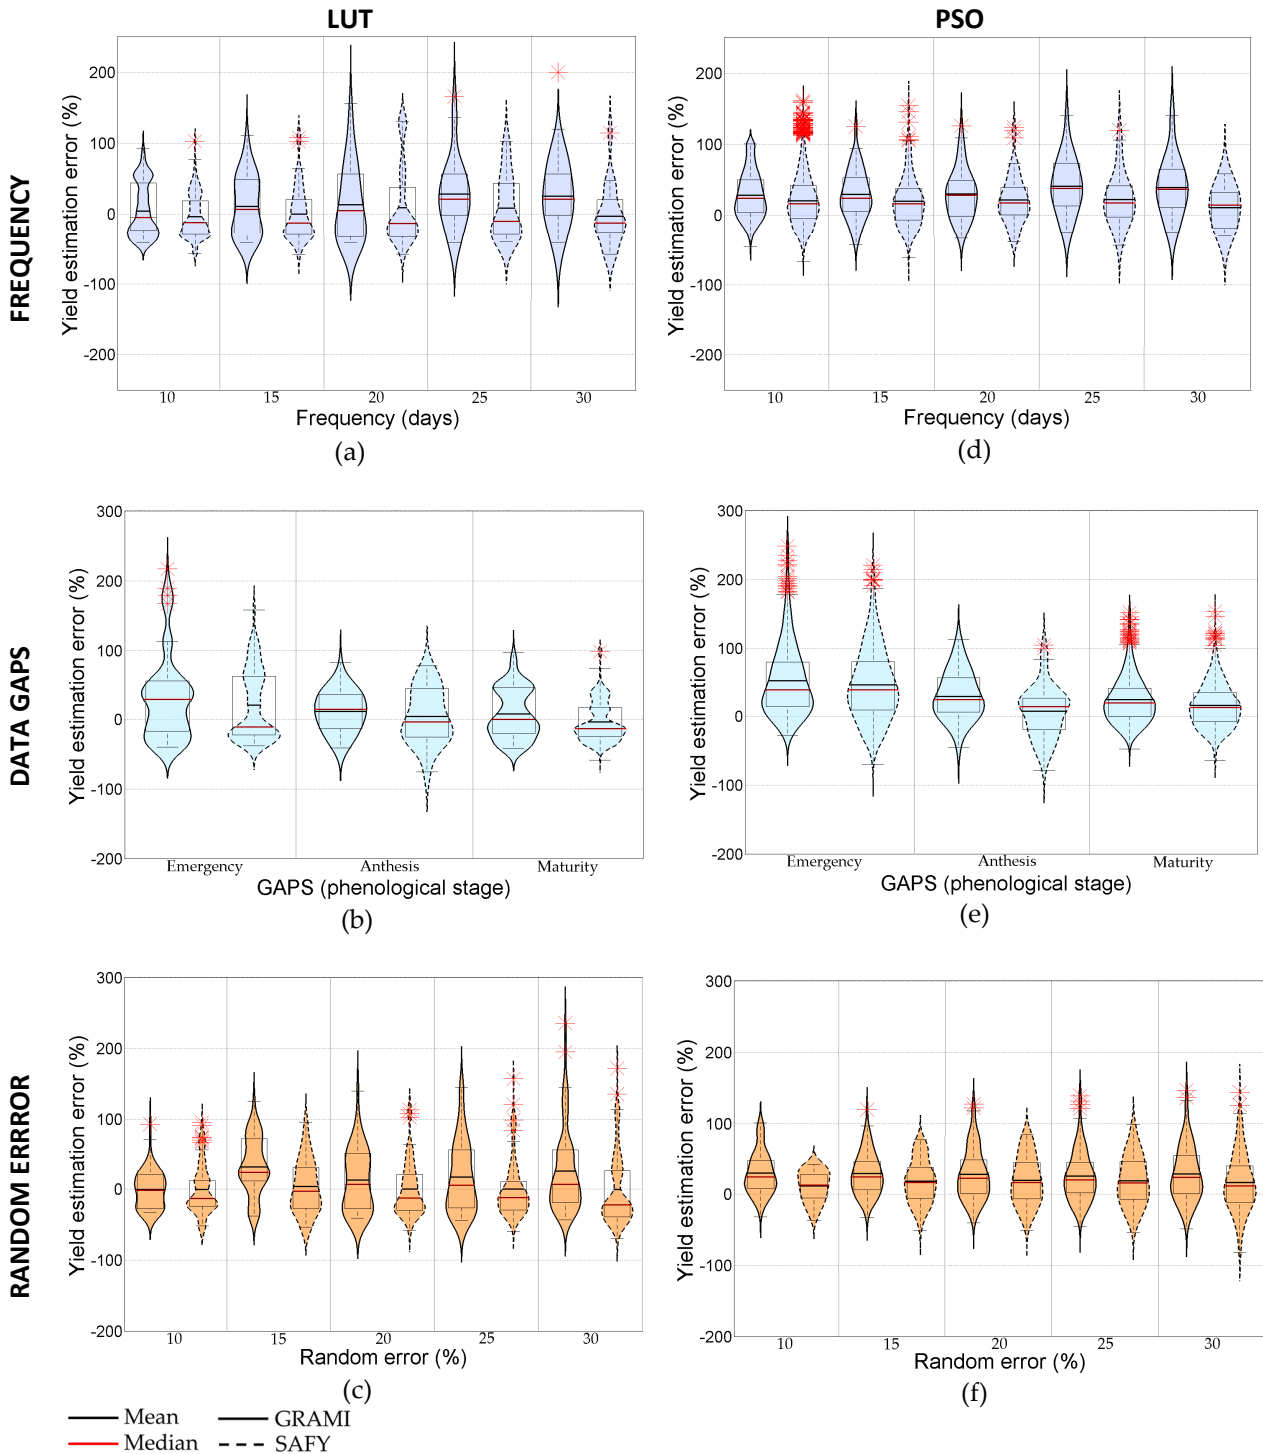 LUT
PSO
FREQUENCY
Yield estimation error (%)
200
100
0
-100
-200
10 15 20 25 30
Frequency (days)
(a)
Yield estimation error (%)
200
100
0
-100
-200
10 15 20 25 30
Frequency (days)
(d)
DATA GAPS
Yield estimation error (%)
300
200
100
0
-100
-200
Emergency Anthesis Maturity
GAPS (phenological stage)
(b)
Yield estimation error (%)
300
200
100
0
-100
-200
Emergency Anthesis Maturity
GAPS (phenological stage)
(e)
RANDOM ERRROR
Yield estimation error (%)
300
200
100
0
-100
-200
10 15 20 25 30
Random error (%)
(c)
Yield estimation error (%)
300
200
100
0
-100
-200
10 15 20 25 30
Random error (%)
(f)
Mean GRAMI
Median SAFY